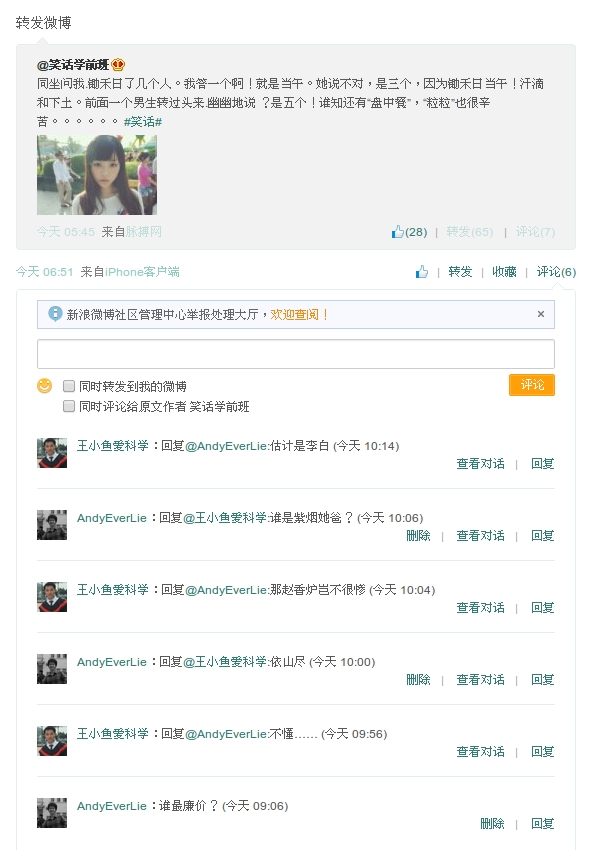 转发微博
@笑话学前班
同坐问我.锄禾日了几个人。我答一个啊！就是当午。她说不对，是三个，因为锄禾日当午！汗滴
和下土。前面一个男生转过头来.幽幽地说 ？是五个！谁知还有“盘中餐”，“粒粒”也很辛
苦。。。。。。 #笑话#
今天 05:45 来自脉搏网 (28) | 转发(65) | 评论(7)
今天 06:51 来自iPhone客户端 | 转发 | 收藏 | 评论(6)
新浪微博社区管理中心举报处理大厅，欢迎查阅！ ×
同时转发到我的微博 评论
同时评论给原文作者 笑话学前班
王小鱼爱科学：回复@AndyEverLie:估计是李白 (今天 10:14)
查看对话 | 回复
AndyEverLie：回复@王小鱼爱科学:谁是紫烟她爸？ (今天 10:06)
删除 | 查看对话 | 回复
王小鱼爱科学：回复@AndyEverLie:那赵香炉岂不很惨 (今天 10:04)
查看对话 | 回复
AndyEverLie：回复@王小鱼爱科学:依山尽 (今天 10:00)
删除 | 查看对话 | 回复
王小鱼爱科学：回复@AndyEverLie:不懂…… (今天 09:56)
查看对话 | 回复
AndyEverLie：谁最廉价？ (今天 09:06)
删除 | 回复